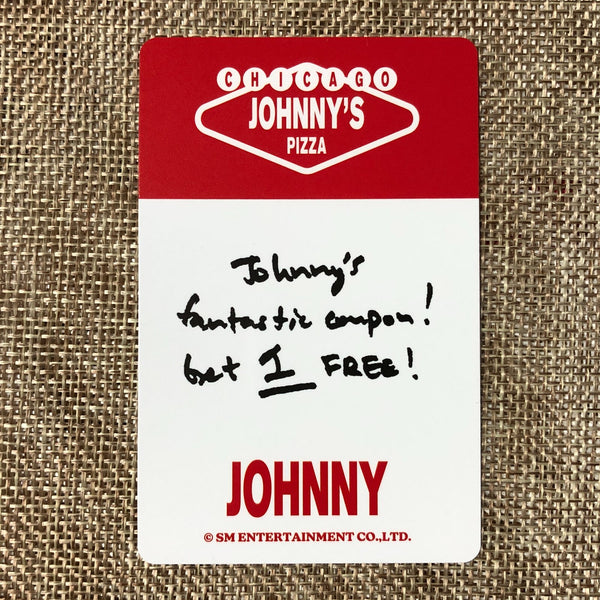 CHICAGO
JOHNNY'S
PIZZA
Johnny's
fantastic coupon!
Get 1 FREE!
JOHNNY
© SM ENTERTAINMENT CO.,LTD.